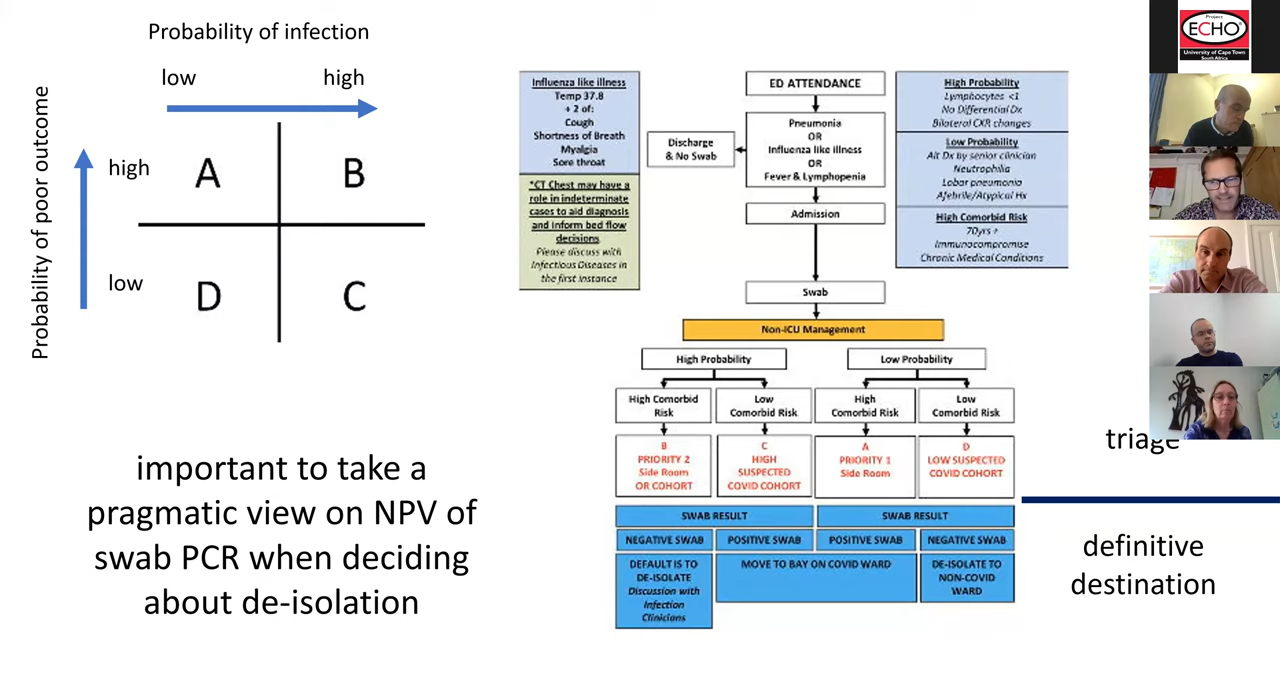 Probability of infection
low
high
Probability of poor outcome
high
low
A
B
D
C
important to take a
pragmatic view on NPV of
swab PCR when deciding
about de-isolation
Influenza like illness
Temp 37.8
+ 2 of:
Cough
Shortness of Breath
Myalgia
Sore throat
*CT Chest may have a
role in indeterminate
cases to aid diagnosis
and Inform bed flow
decisions
Please discuss with
Infectious Diseases in
the first instance
ED ATTENDANCE
Pneumonia
OR
Influenza like illness
OR
Fever & Lymphopenia
Discharge
& No Swab
Admission
Swab
High Probability
Lymphocytes <1
No Differential Dx
Bilateral CXR changes
Low Probability
Alt Dx by senior clinician
Neutrophilia
Lobar pneumonia
Afebrile/Atypical Hx
High Comorbid Risk
70yrs +
Immunocompromise
Chronic Medical Conditions
Non-ICU Management
High Probability
Low Probability
High Comorbid
Risk
Low
Comorbid Risk
High
Comorbid Risk
Low
Comorbid Risk
B
PRIORITY 2
Side Room
OR COHORT
C
HIGH
SUSPECTED
COVID COHORT
A
PRIORITY 1
Side Room
D
LOW SUSPECTED
COVID COHORT
SWAB RESULT
SWAB RESULT
NEGATIVE SWAB
POSITIVE SWAB
POSITIVE SWAB
NEGATIVE SWAB
DEFAULT IS TO
DE-ISOLATE
Discussion with
Infection
Clinicians
MOVE TO BAY ON COVID WARD
DE-ISOLATE TO
NON-COVID
WARD
triage
definitive
destination
Project
ECHO
University of Cape Town
South Africa